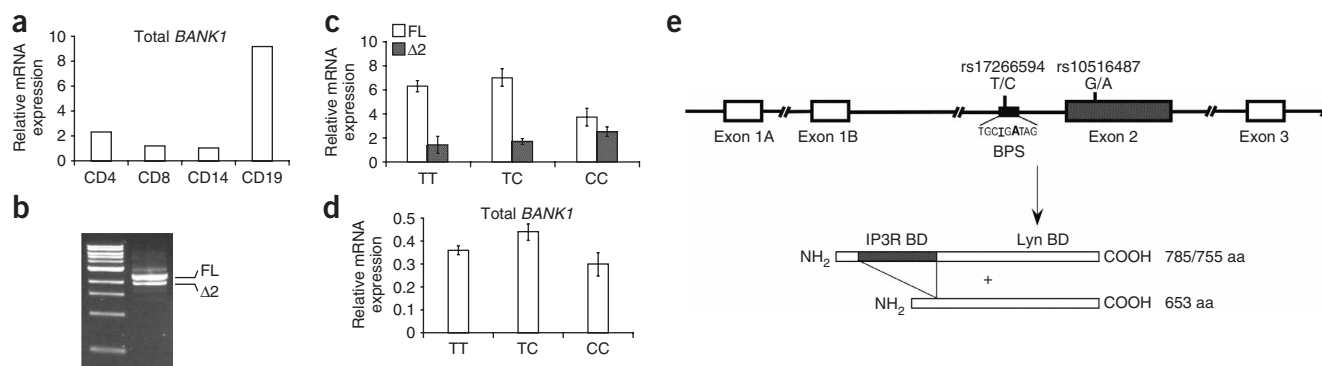 a
Total BANK1
Relative mRNA
expression
10
8
6
4
2
0
CD4 CD8 CD14 CD19
b
FL
Δ2
c
FL
Δ2
Relative mRNA
expression
10
8
6
4
2
0
TT TC CC
d
Total BANK1
Relative mRNA
expression
0.5
0.4
0.3
0.2
0.1
0
TT TC CC
e
rs17266594
T/C
rs10516487
G/A
Exon 1A
Exon 1B
TGCTGATAG
BPS
Exon 2
Exon 3
IP3R BD
Lyn BD
NH2
COOH 785/755 aa
+
NH2
COOH 653 aa